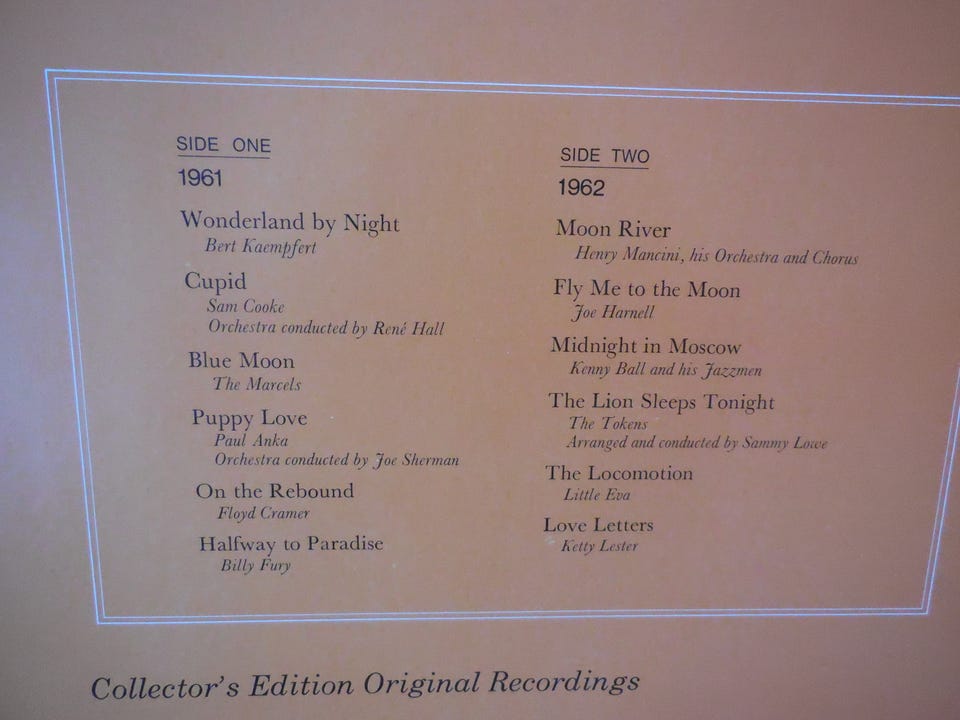 SIDE ONE
1961
Wonderland by Night
Bert Kaempfert
Cupid
Sam Cooke
Orchestra conducted by René Hall
Blue Moon
The Marcels
Puppy Love
Paul Anka
Orchestra conducted by Joe Sherman
On the Rebound
Floyd Cramer
Halfway to Paradise
Billy Fury
SIDE TWO
1962
Moon River
Henry Mancini, his Orchestra and Chorus
Fly Me to the Moon
Joe Harnell
Midnight in Moscow
Kenny Ball and his Jazzmen
The Lion Sleeps Tonight
The Tokens
Arranged and conducted by Sammy Lowe
The Locomotion
Little Eva
Love Letters
Ketty Lester
Collector's Edition Original Recordings